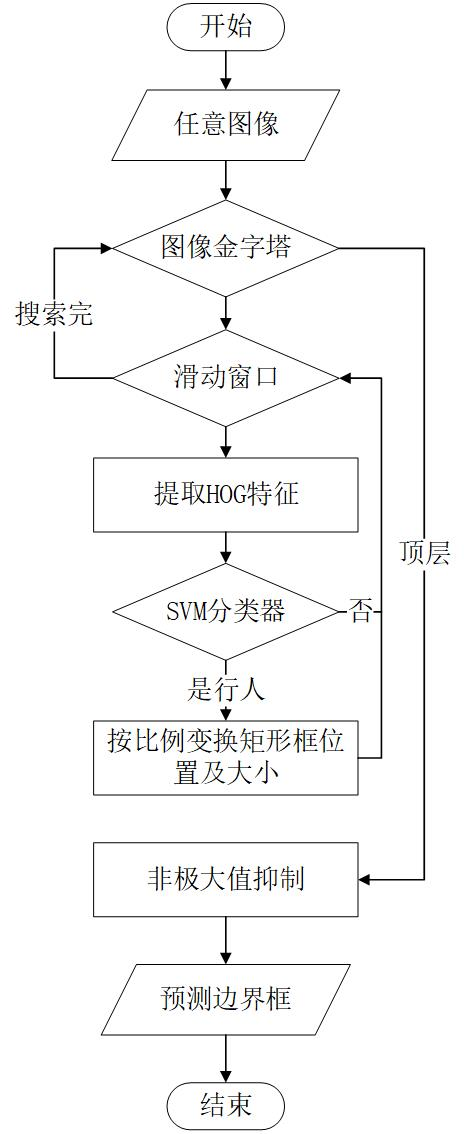 开始
任意图像
图像金字塔
搜索完
滑动窗口
提取HOG特征
顶层
SVM分类器
否
是行人
按比例变换矩形框位
置及大小
非极大值抑制
预测边界框
结束